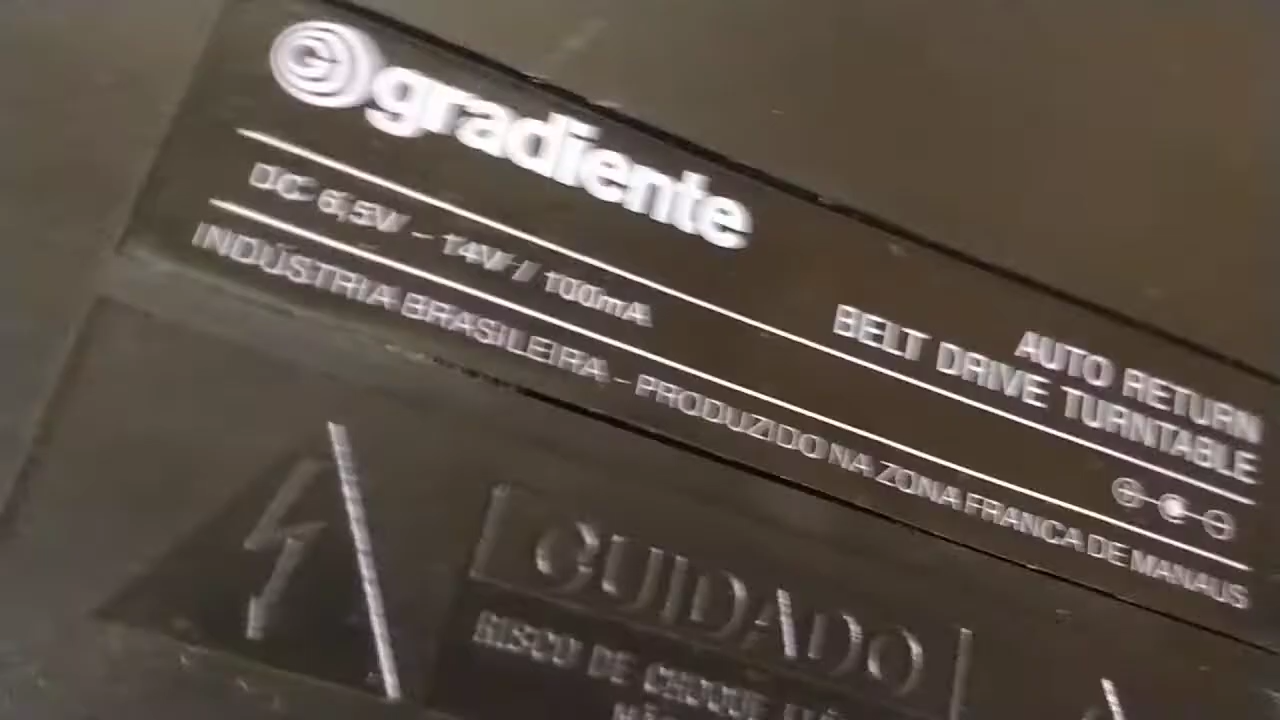 G gradiente
AUTO RETURN
BELT DRIVE TURNTABLE
DC 6,5V - 14V / 100mA
INDÚSTRIA BRASILEIRA - PRODUZIDO NA ZONA FRANCA DE MANAUS
CUIDADO
RISCO DE CHOQUE